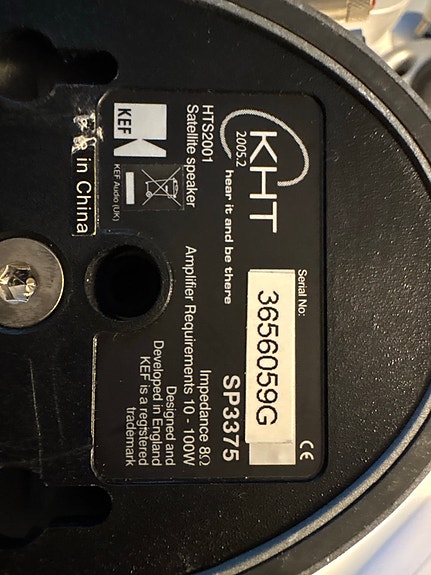 KHT
2005.2
hear it and be there
HTS2001
Satellite speaker
KEF
KEF Audio (UK)
in China
Serial No:
3656059G
CE
SP3375
Impedance 8Ω
Amplifier Requirements 10 - 100W
Designed and
Developed in England
KEF is a regristered
trademark